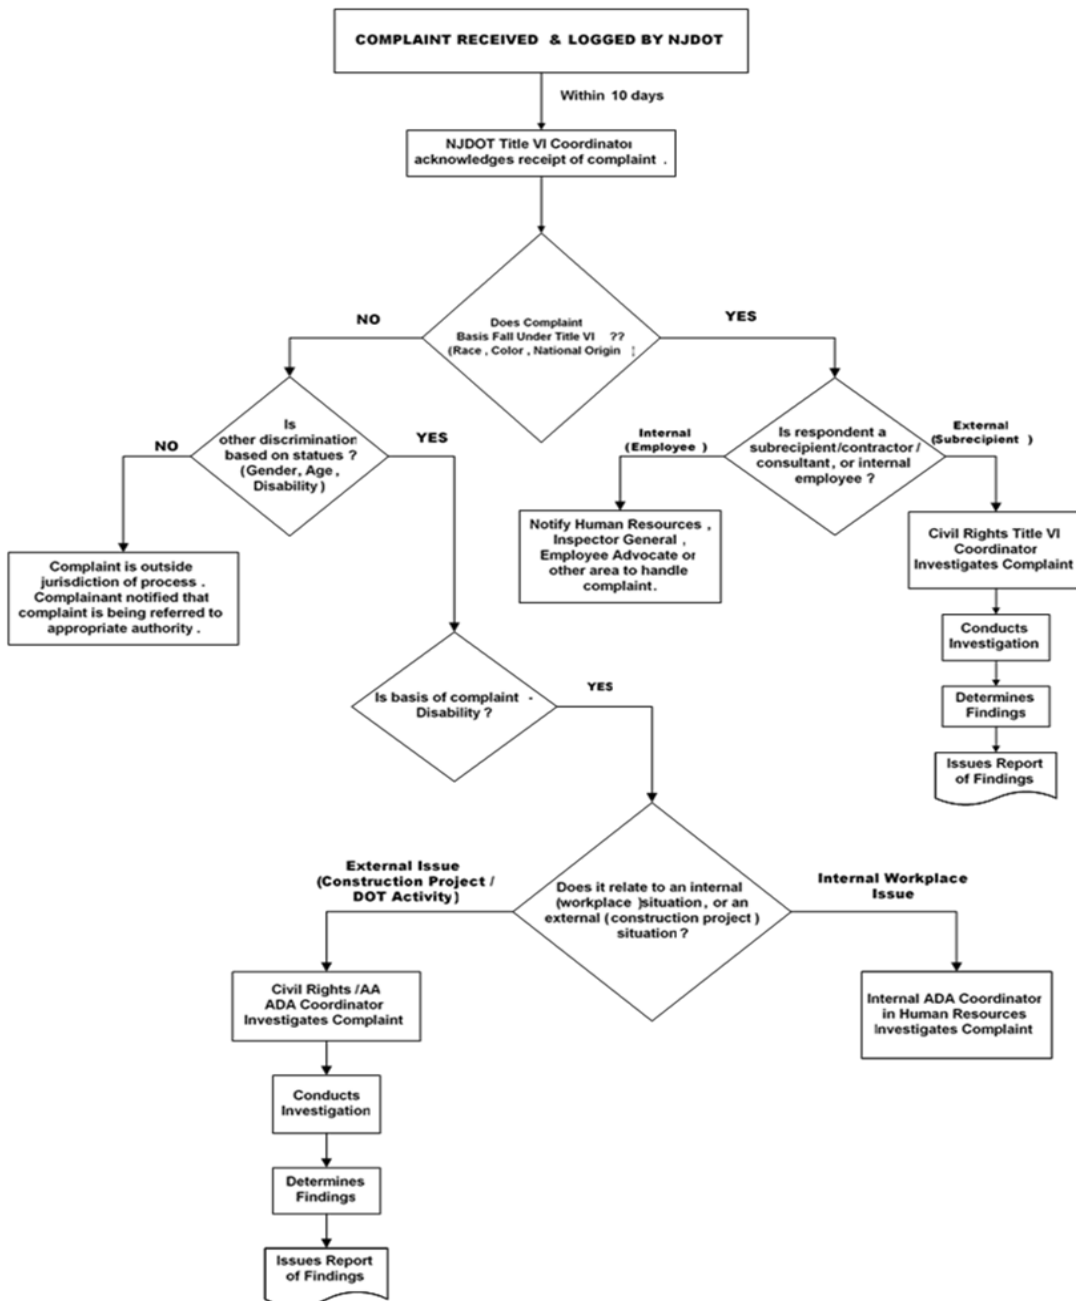 COMPLAINT RECEIVED & LOGGED BY NJDOT
Within 10 days
NJDOT Title VI Coordinator
acknowledges receipt of complaint .
NO
YES
Does Complaint
Basis Fall Under Title VI ??
(Race , Color , National Origin )
NO
YES
Is
other discrimination
based on statues ?
(Gender, Age ,
Disability)
Internal
(Employee )
External
(Subrecipient )
Is respondent a
subrecipient/contractor/
consultant, or internal
employee ?
Complaint is outside
jurisdiction of process .
Complainant notified that
complaint is being referred to
appropriate authority .
Notify Human Resources ,
Inspector General ,
Employee Advocate or
other area to handle
complaint.
Civil Rights Title VI
Coordinator
Investigates Complaint
Conducts
Investigation
Determines
Findings
Issues Report
of Findings
Is basis of complaint -
Disability ?
YES
External Issue
(Construction Project /
DOT Activity)
Does it relate to an internal
(workplace )situation, or an
external (construction project )
situation ?
Internal Workplace
Issue
Civil Rights /AA
ADA Coordinator
Investigates Complaint
Internal ADA Coordinator
in Human Resources
Investigates Complaint
Conducts
Investigation
Determines
Findings
Issues Report
of Findings